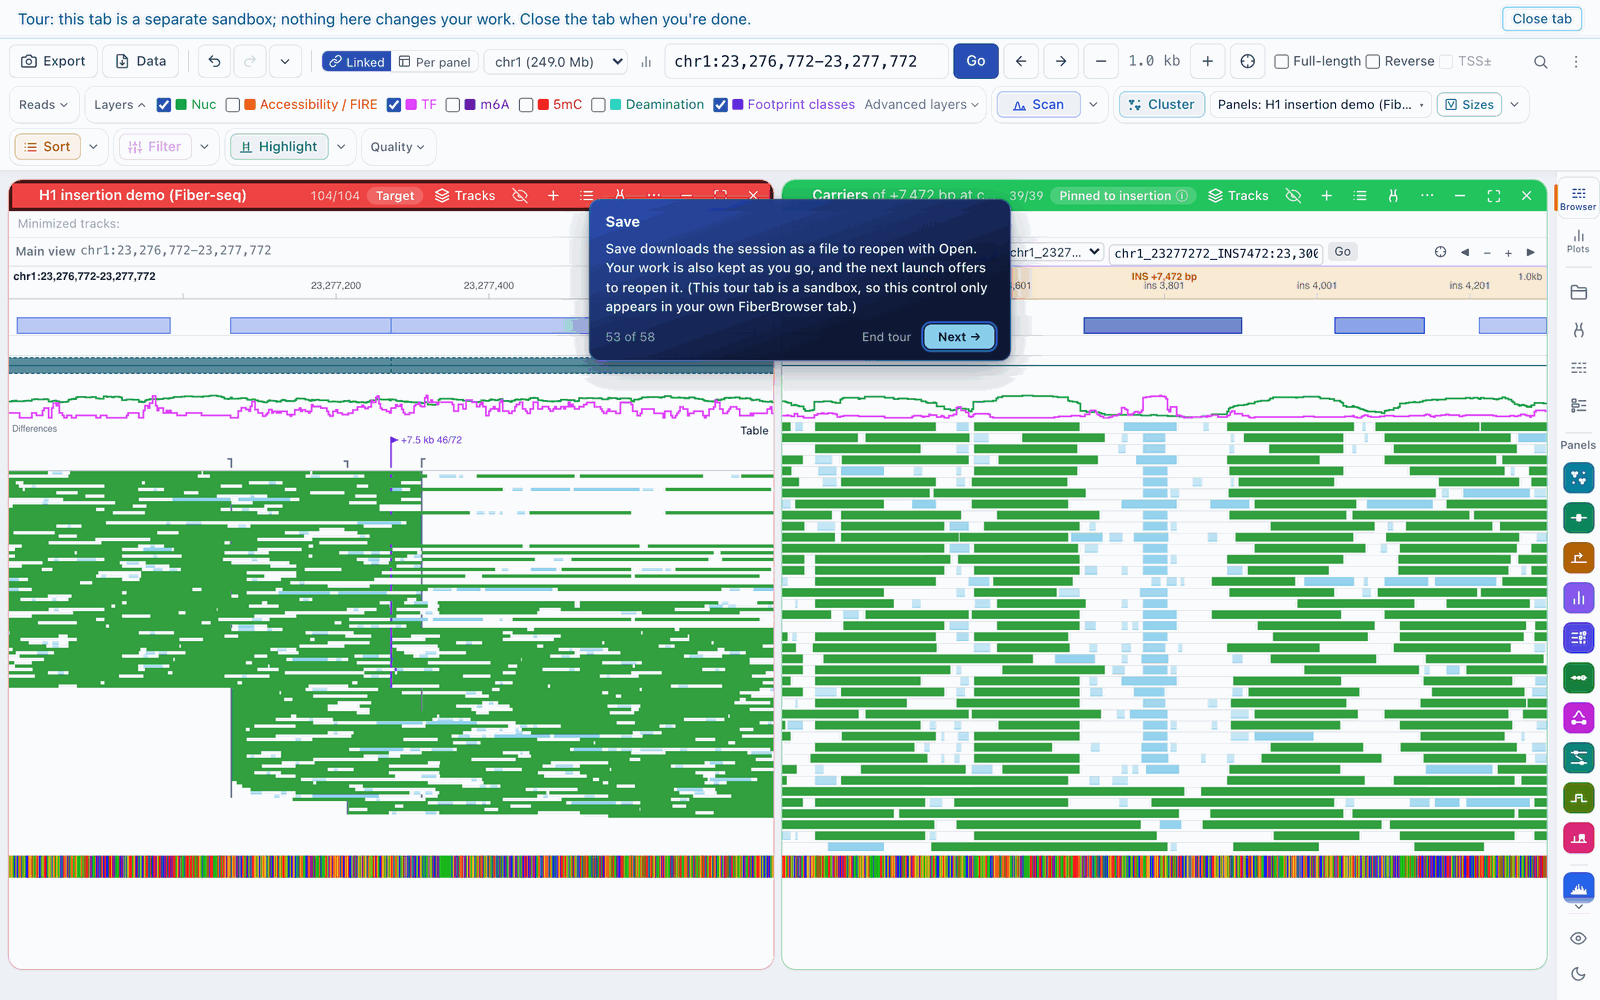 Tour: this tab is a separate sandbox; nothing here changes your work. Close the tab when you're done.
Close tab
Export
Data
Linked
Per panel
chr1 (249.0 Mb)
chr1:23,276,772–23,277,772
Go
1.0 kb
Full-length
Reverse
TSS±
Reads
Layers
Nuc
Accessibility / FIRE
TF
m6A
5mC
Deamination
Footprint classes
Advanced layers
Scan
Cluster
Panels: H1 insertion demo (Fib...
Sizes
Sort
Filter
Highlight
Quality
H1 insertion demo (Fiber-seq)
104/104
Target
Tracks
Carriers of +7,472 bp at c
39/39
Pinned to insertion
Tracks
Minimized tracks:
Main view chr1:23,276,772–23,277,772
chr1_2327...
chr1_23277272_INS7472:23,30
Go
chr1:23,276,772–23,277,772
23,277,200
23,277,400
INS +7,472 bp
1.0kb
ins 3,801
ins 4,001
ins 4,201
Save
Save downloads the session as a file to reopen with Open.
Your work is also kept as you go, and the next launch offers
to reopen it. (This tour tab is a sandbox, so this control only
appears in your own FiberBrowser tab.)
53 of 58
End tour
Next →
Differences
Table
+7.5 kb 46/72
Browser
Plots
Panels